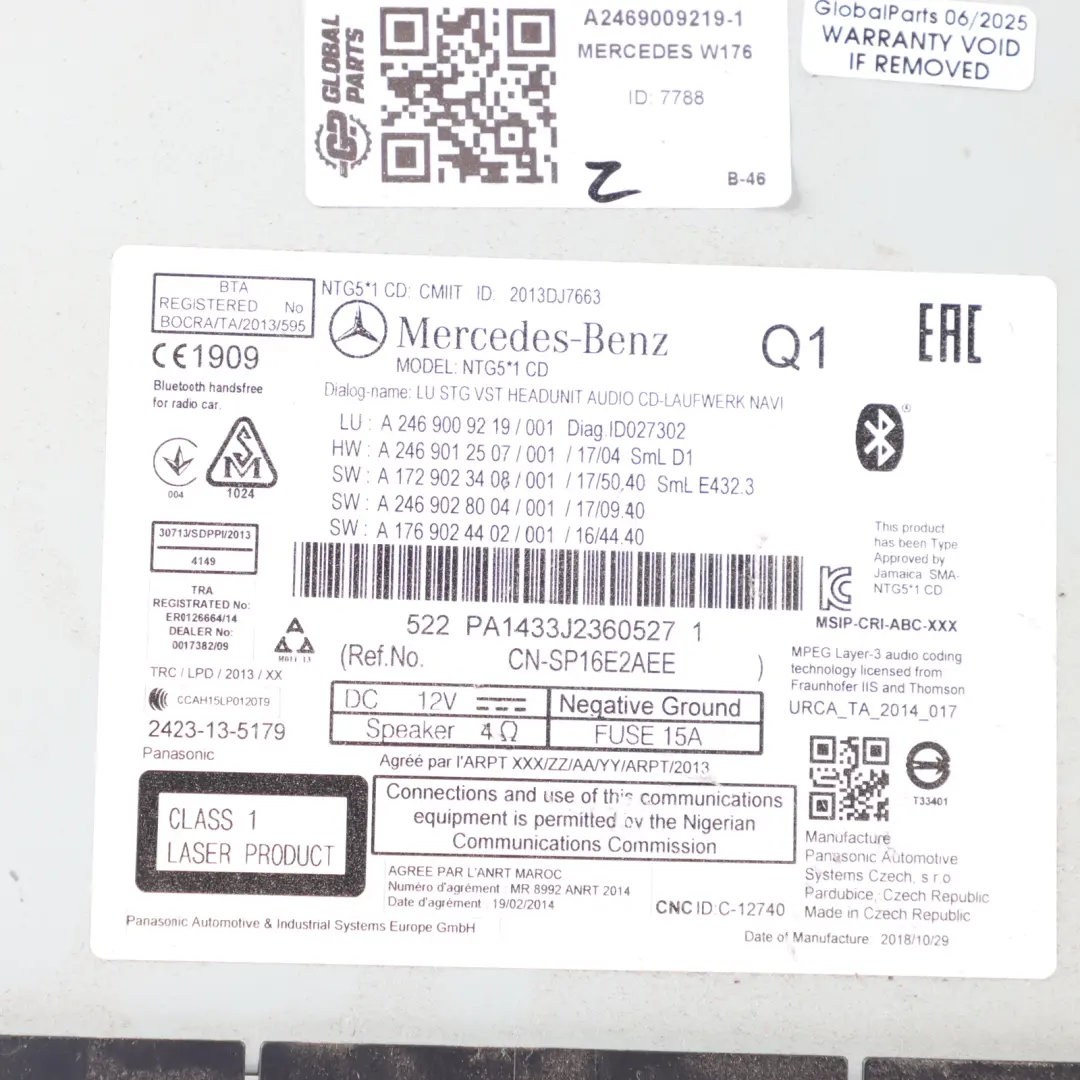 GLOBAL PARTS
A2469009219-1
MERCEDES W176
ID: 7788
2
B-46
GlobalParts 06/2025
WARRANTY VOID
IF REMOVED
BTA
REGISTERED No
BOCRA/TA/2013/595
NTG5*1 CD: CMIIT ID: 2013DJ7663
Mercedes-Benz
Q1
EAC
MODEL: NTG5*1 CD
CE1909
Bluetooth handsfree
for radio car.
Dialog-name: LU STG VST HEADUNIT AUDIO CD-LAUFWERK NAVI
LU : A 246 900 92 19 / 001 Diag.ID027302
HW : A 246 901 25 07 / 001 / 17/04 SmL D1
SW : A 172 902 34 08 / 001 / 17/50,40 SmL E432.3
SW : A 246 902 80 04 / 001 / 17/09.40
SW : A 176 902 44 02 / 001 / 16/44.40
004
SM
1024
30713/SDPPI/2013
4149
TRA
REGISTRATED No:
ER0126664/14
DEALER No:
0017382/09
This product
has been Type
Approved by
Jamaica SMA-
NTG5*1 CD
MSIP-CRI-ABC-XXX
522 PA1433J2360527 1
(Ref.No. CN-SP16E2AEE )
MPEG Layer-3 audio coding
technology licensed from
Fraunhofer IIS and Thomson
URCA_TA_2014_017
TRC / LPD / 2013 / XX
CCAH15LP0120T9
2423-13-5179
Panasonic
DC 12V
Negative Ground
Speaker 4Ω
FUSE 15A
Agréé par l'ARPT XXX/ZZ/AA/YY/ARPT/2013
T33401
CLASS 1
LASER PRODUCT
Connections and use of this communications
equipment is permitted by the Nigerian
Communications Commission
AGREE PAR L'ANRT MAROC
Numéro d'agrément MR 8992 ANRT 2014
Date d'agrément : 19/02/2014
CNC ID:C-12740
Manufacture
Panasonic Automotive
Systems Czech, s.r.o
Pardubice, Czech Republic
Made in Czech Republic
Panasonic Automotive & Industrial Systems Europe GmbH
Date of Manufacture: 2018/10/29